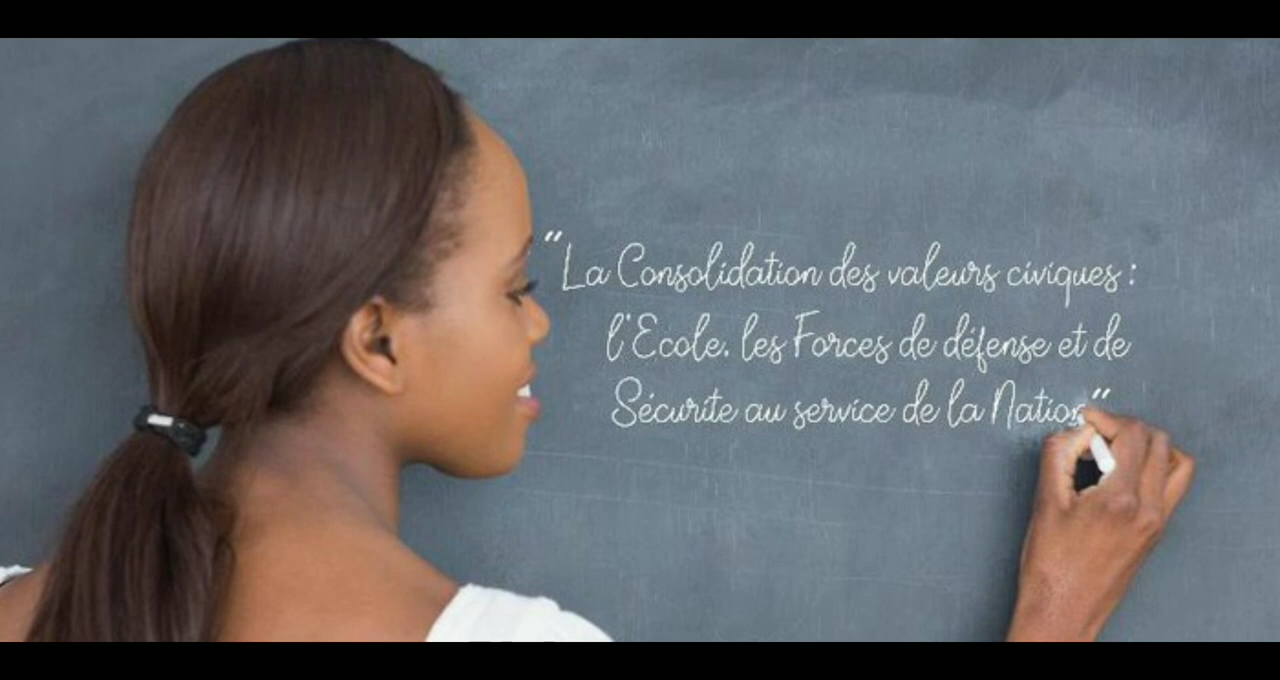 "La Consolidation des valeurs civiques :
l'Ecole. les Forces de défense et de
Sécurite au service de la Nation"